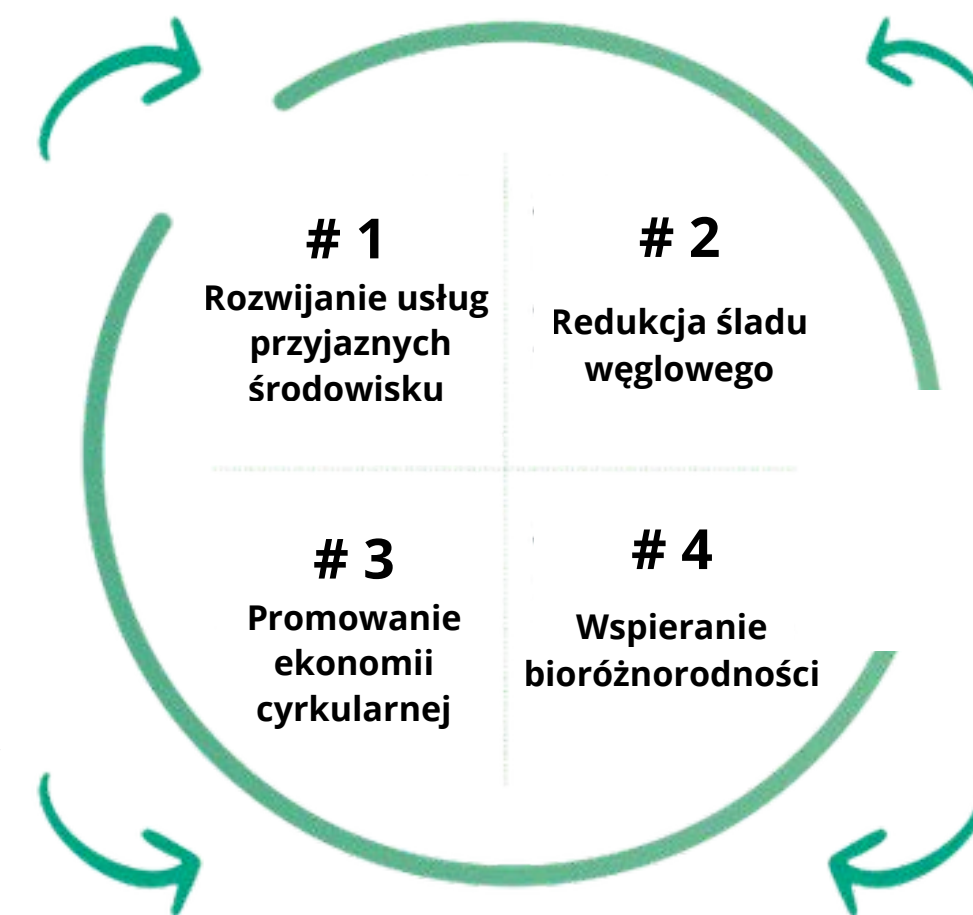 # 1
Rozwijanie usług
przyjaznych
środowisku
# 2
Redukcja śladu
węglowego
# 3
Promowanie
ekonomii
cyrkularnej
# 4
Wspieranie
bioróżnorodności